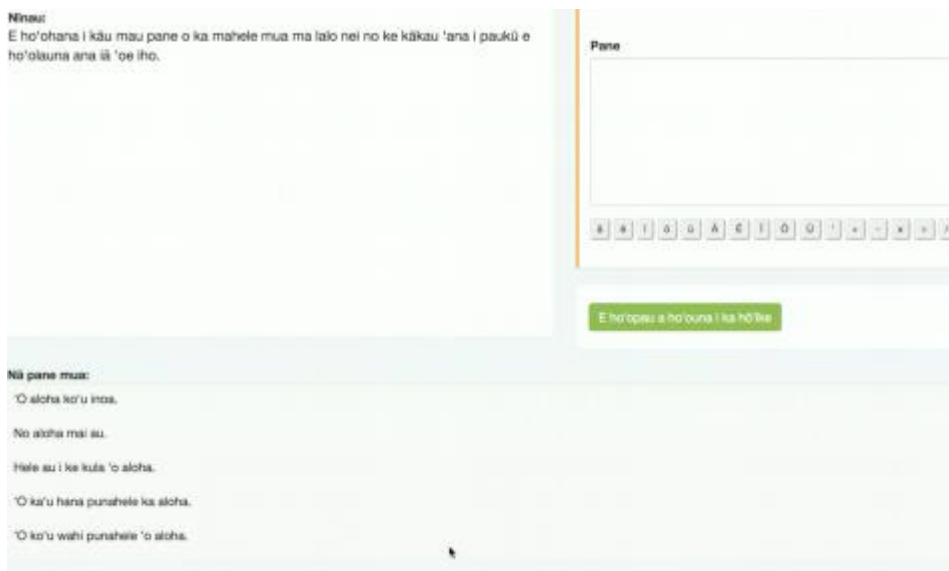 Nīnau:
E hoʻohana i kāu mau pane o ka mahele mua ma lalo nei no ke kākau ʻana i paukū e
hoʻolauna ana iā ʻoe iho.
Pane
E hoʻopau a hoʻouna i ka hōʻike
Nā pane mua:
ʻO aloha koʻu inoa.
No aloha mai au.
Hele au i ke kula ʻo aloha.
ʻO kaʻu hana punahele ka aloha.
ʻO koʻu wahi punahele ʻo aloha.